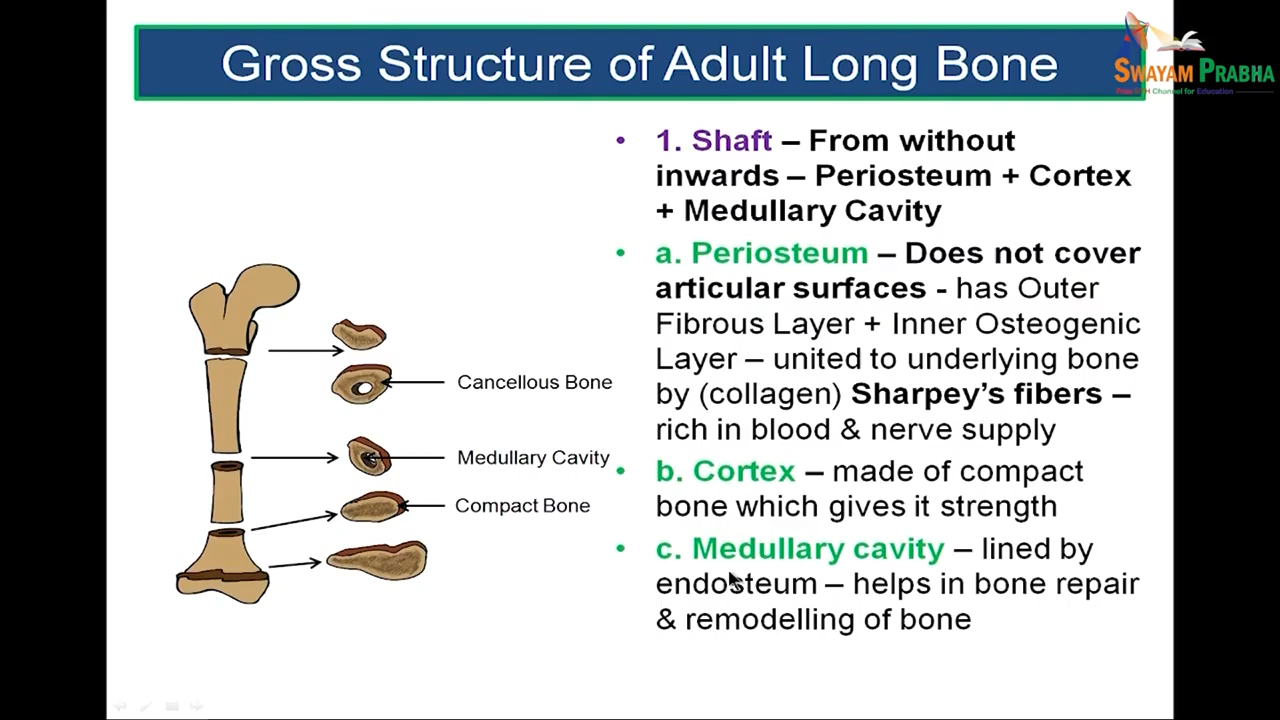 Gross Structure of Adult Long Bone
SWAYAM PRABHA
• 1. Shaft – From without
inwards – Periosteum + Cortex
+ Medullary Cavity
• a. Periosteum – Does not cover
articular surfaces - has Outer
Fibrous Layer + Inner Osteogenic
Layer – united to underlying bone
by (collagen) Sharpey's fibers –
rich in blood & nerve supply
• b. Cortex – made of compact
bone which gives it strength
• c. Medullary cavity – lined by
endosteum – helps in bone repair
& remodelling of bone
Cancellous Bone
Medullary Cavity
Compact Bone